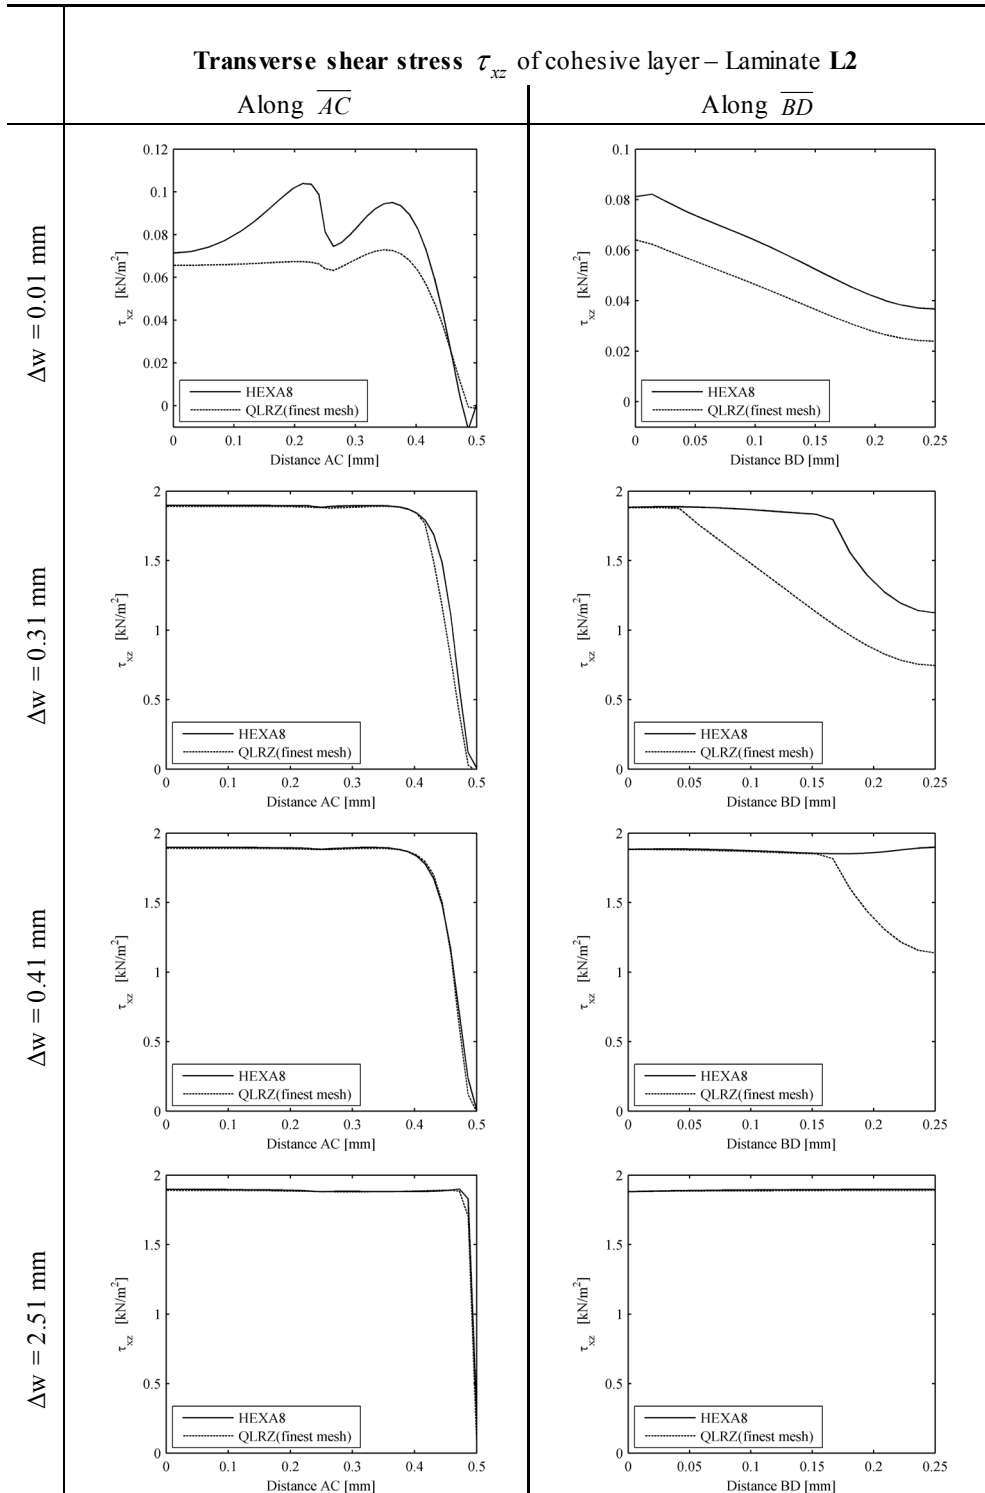 Transverse shear stress τxz of cohesive layer – Laminate L2
Along AC
Along BD
Δw = 0.01 mm
0.12
0.1
0.08
0.06
0.04
0.02
0
τxz [kN/m²]
HEXA8
QLRZ(finest mesh)
0 0.1 0.2 0.3 0.4 0.5
Distance AC [mm]
0.1
0.08
0.06
0.04
0.02
0
τxz [kN/m²]
HEXA8
QLRZ(finest mesh)
0 0.05 0.1 0.15 0.2 0.25
Distance BD [mm]
Δw = 0.31 mm
2
1.5
1
0.5
0
τxz [kN/m²]
HEXA8
QLRZ(finest mesh)
0 0.1 0.2 0.3 0.4 0.5
Distance AC [mm]
2
1.5
1
0.5
0
τxz [kN/m²]
HEXA8
QLRZ(finest mesh)
0 0.05 0.1 0.15 0.2 0.25
Distance BD [mm]
Δw = 0.41 mm
2
1.5
1
0.5
0
τxz [kN/m²]
HEXA8
QLRZ(finest mesh)
0 0.1 0.2 0.3 0.4 0.5
Distance AC [mm]
2
1.5
1
0.5
0
τxz [kN/m²]
HEXA8
QLRZ(finest mesh)
0 0.05 0.1 0.15 0.2 0.25
Distance BD [mm]
Δw = 2.51 mm
2
1.5
1
0.5
0
τxz [kN/m²]
HEXA8
QLRZ(finest mesh)
0 0.1 0.2 0.3 0.4 0.5
Distance AC [mm]
2
1.5
1
0.5
0
τxz [kN/m²]
HEXA8
QLRZ(finest mesh)
0 0.05 0.1 0.15 0.2 0.25
Distance BD [mm]